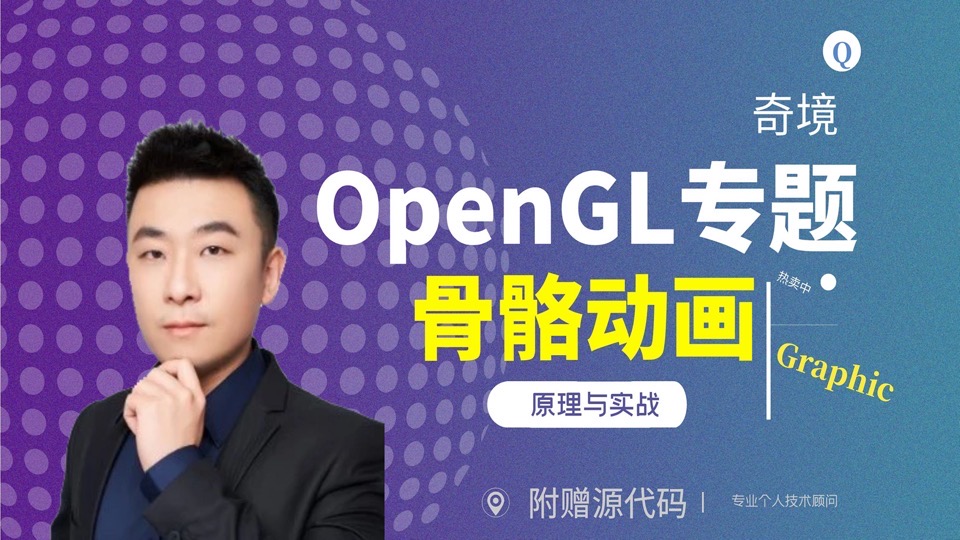 Q
奇境
OpenGL专题
热卖中
骨骼动画
Graphic
原理与实战
附赠源代码
专业个人技术顾问